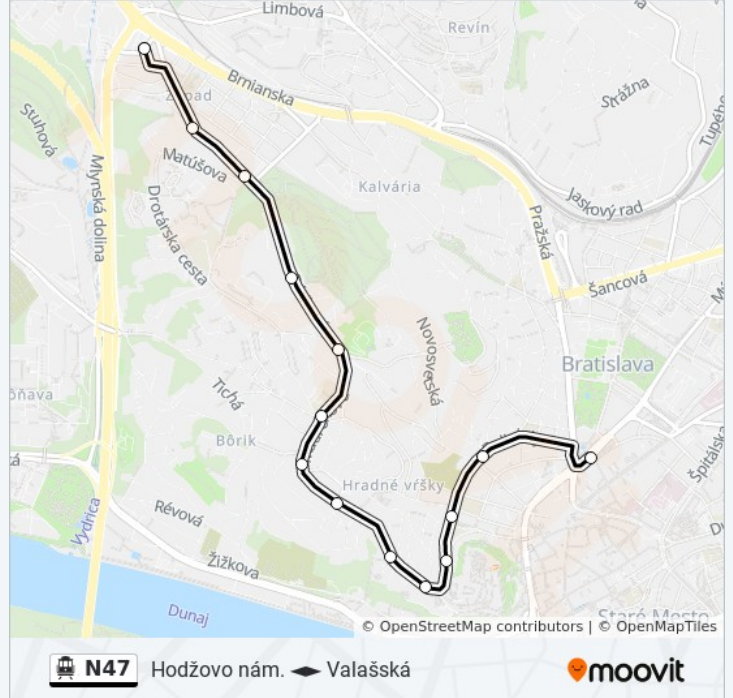 Limbová
Revín
Západ
Brnianska
Strážna
Stuhová
Tupého
Matúšova
Mlynská dolina
Kalvária
Drotárska cesta
Jaskový rad
Pražská
Šancová
Novosvetská
Bratislava
Tichá
Bôrik
Špitálska
Hradné vŕšky
Révová
Vydrica
Žižkova
Dunaj
Staré Mesto
© OpenStreetMap contributors | © OpenMapTiles
N47 Hodžovo nám. Valašská moovit